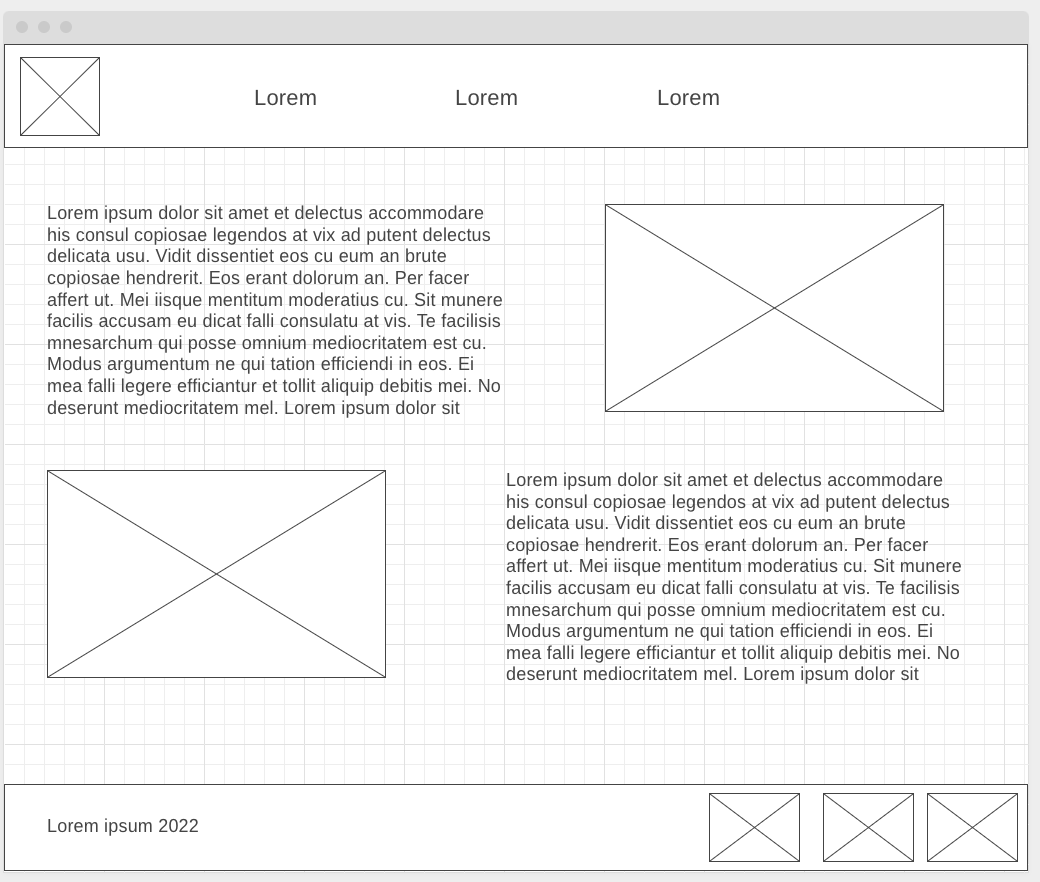 Lorem
Lorem
Lorem
Lorem ipsum dolor sit amet et delectus accommodare
his consul copiosae legendos at vix ad putent delectus
delicata usu. Vidit dissentiet eos cu eum an brute
copiosae hendrerit. Eos erant dolorum an. Per facer
affert ut. Mei iisque mentitum moderatius cu. Sit munere
facilis accusam eu dicat falli consulatu at vis. Te facilisis
mnesarchum qui posse omnium mediocritatem est cu.
Modus argumentum ne qui tation efficiendi in eos. Ei
mea falli legere efficiantur et tollit aliquip debitis mei. No
deserunt mediocritatem mel. Lorem ipsum dolor sit
Lorem ipsum dolor sit amet et delectus accommodare
his consul copiosae legendos at vix ad putent delectus
delicata usu. Vidit dissentiet eos cu eum an brute
copiosae hendrerit. Eos erant dolorum an. Per facer
affert ut. Mei iisque mentitum moderatius cu. Sit munere
facilis accusam eu dicat falli consulatu at vis. Te facilisis
mnesarchum qui posse omnium mediocritatem est cu.
Modus argumentum ne qui tation efficiendi in eos. Ei
mea falli legere efficiantur et tollit aliquip debitis mei. No
deserunt mediocritatem mel. Lorem ipsum dolor sit
Lorem ipsum 2022